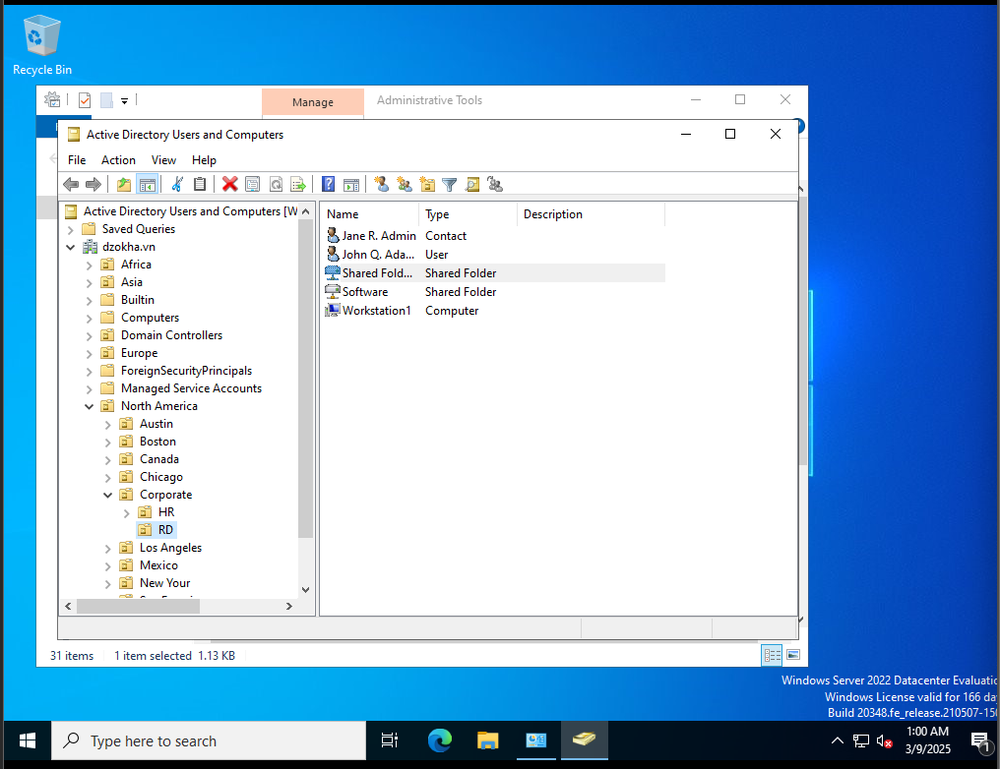 Recycle Bin
Manage
Administrative Tools
Active Directory Users and Computers
File Action View Help
Active Directory Users and Computers [W
Saved Queries
dzokha.vn
Africa
Asia
Builtin
Computers
Domain Controllers
Europe
ForeignSecurityPrincipals
Managed Service Accounts
North America
Austin
Boston
Canada
Chicago
Corporate
HR
RD
Los Angeles
Mexico
New Your
Name Type Description
Jane R. Admin Contact
John Q. Ada... User
Shared Fold... Shared Folder
Software Shared Folder
Workstation1 Computer
31 items 1 item selected 1.13 KB
Windows Server 2022 Datacenter Evaluatio
Windows License valid for 166 da
Build 20348.fe_release.210507-150
Type here to search
1:00 AM
3/9/2025
1